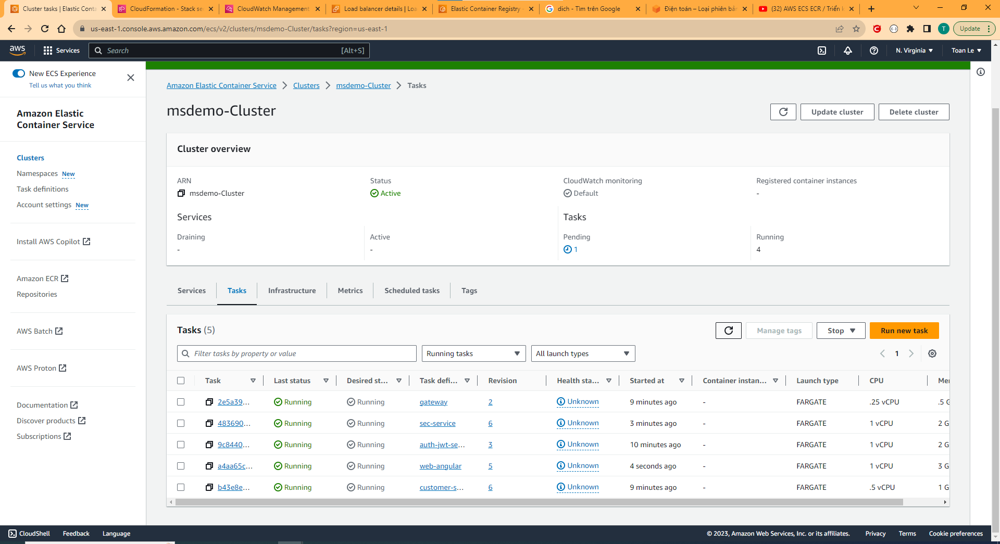 Cluster tasks | Elastic Conta
CloudFormation - Stack se
CloudWatch Management
Load balancer details | Loa
Elastic Container Registry -
dich - Tìm trên Google
Điện toán – Loại phiên bản
(32) AWS ECS ECR / Triển k
us-east-1.console.aws.amazon.com/ecs/v2/clusters/msdemo-Cluster/tasks?region=us-east-1
T
Update
aws
Services
Search
[Alt+S]
N. Virginia
Toan Le
New ECS Experience
Tell us what you think
Amazon Elastic
Container Service
Clusters
Namespaces New
Task definitions
Account settings New
Install AWS Copilot
Amazon ECR
Repositories
AWS Batch
AWS Proton
Documentation
Discover products
Subscriptions
Amazon Elastic Container Service
Clusters
msdemo-Cluster
Tasks
msdemo-Cluster
Update cluster
Delete cluster
Cluster overview
ARN
msdemo-Cluster
Status
Active
CloudWatch monitoring
Default
Registered container instances
-
Services
Draining
-
Active
-
Tasks
Pending
1
Running
4
Services
Tasks
Infrastructure
Metrics
Scheduled tasks
Tags
Tasks (5)
Manage tags
Stop
Run new task
Filter tasks by property or value
Running tasks
All launch types
1
Task Last status Desired st... Task defi... Revision Health sta... Started at Container instan... Launch type CPU Me
2e5a39... Running Running gateway 2 Unknown 9 minutes ago - FARGATE .25 vCPU .5 G
483690... Running Running sec-service 6 Unknown 3 minutes ago - FARGATE 1 vCPU 2 G
9c8440... Running Running auth-jwt-se... 3 Unknown 10 minutes ago - FARGATE 1 vCPU 2 G
a4aa65c... Running Running web-angular 5 Unknown 4 seconds ago - FARGATE 1 vCPU 3 G
b43e8e... Running Running customer-s... 6 Unknown 9 minutes ago - FARGATE .5 vCPU 1 G
CloudShell
Feedback
Language
© 2023, Amazon Web Services, Inc. or its affiliates.
Privacy
Terms
Cookie preferences